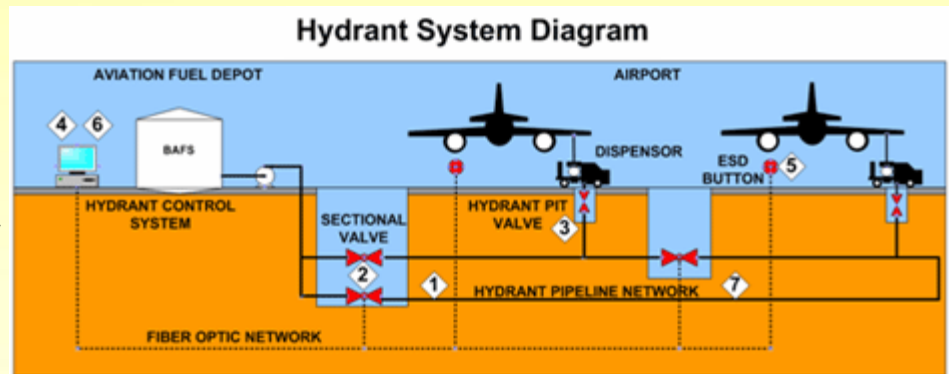 Hydrant System Diagram
AVIATION FUEL DEPOT
AIRPORT
4
6
BAFS
DISPENSOR
ESD
BUTTON
5
HYDRANT CONTROL
SYSTEM
SECTIONAL
VALVE
HYDRANT PIT
VALVE
3
2
1
HYDRANT PIPELINE NETWORK
7
FIBER OPTIC NETWORK